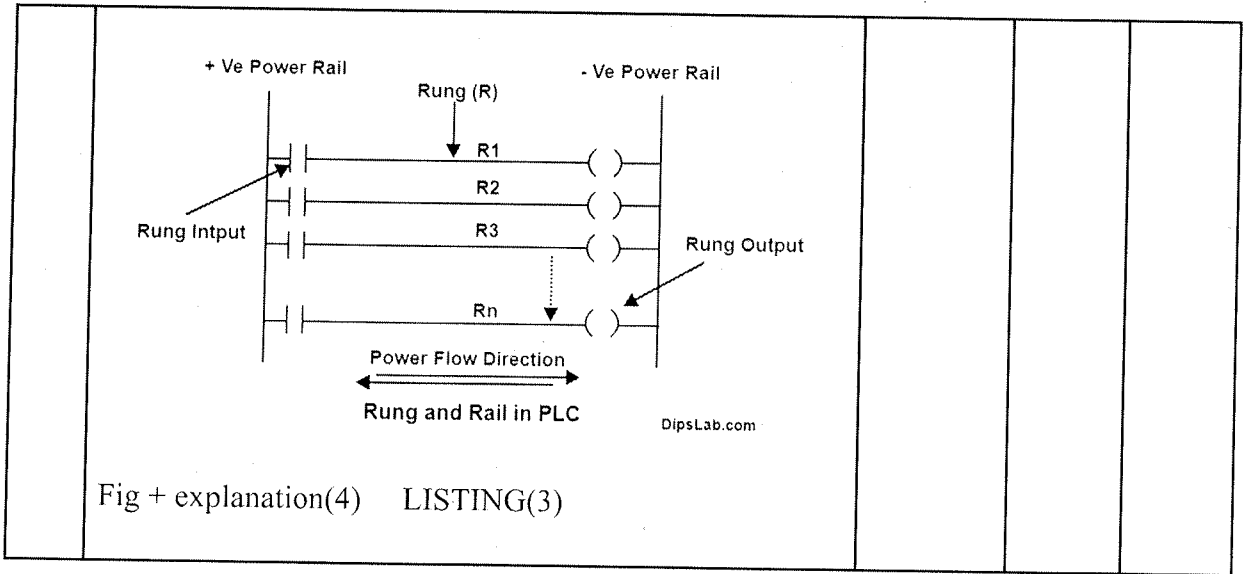 + Ve Power Rail
- Ve Power Rail
Rung (R)
R1
R2
R3
Rung Intput
Rung Output
Rn
Power Flow Direction
Rung and Rail in PLC
DipsLab.com
Fig + explanation(4) LISTING(3)